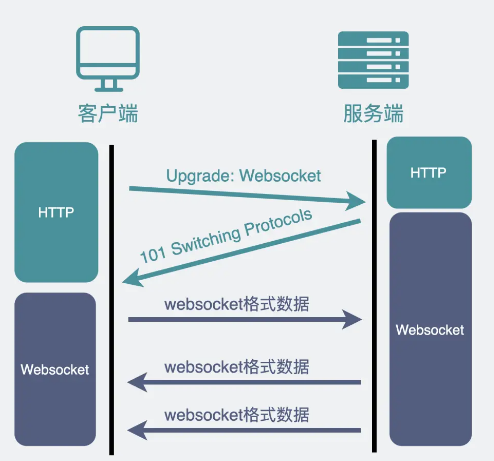 客户端
服务端
HTTP
Upgrade: Websocket
HTTP
101 Switching Protocols
websocket格式数据
Websocket
Websocket
websocket格式数据
websocket格式数据